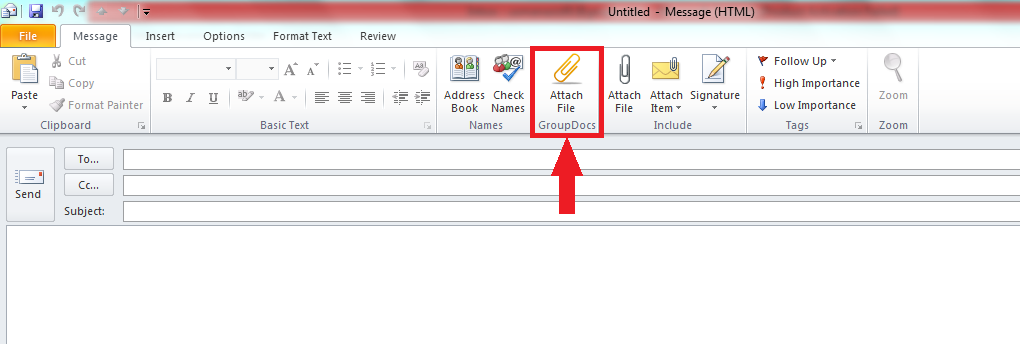 Untitled - Message (HTML)
File Message Insert Options Format Text Review
Paste
Cut
Copy
Format Painter
Clipboard
B I U
A A
Basic Text
Address Book
Check Names
Names
Attach File
GroupDocs
Attach File
Attach Item
Signature
Include
Follow Up
High Importance
Low Importance
Tags
Zoom
Zoom
Send
To...
Cc...
Subject: